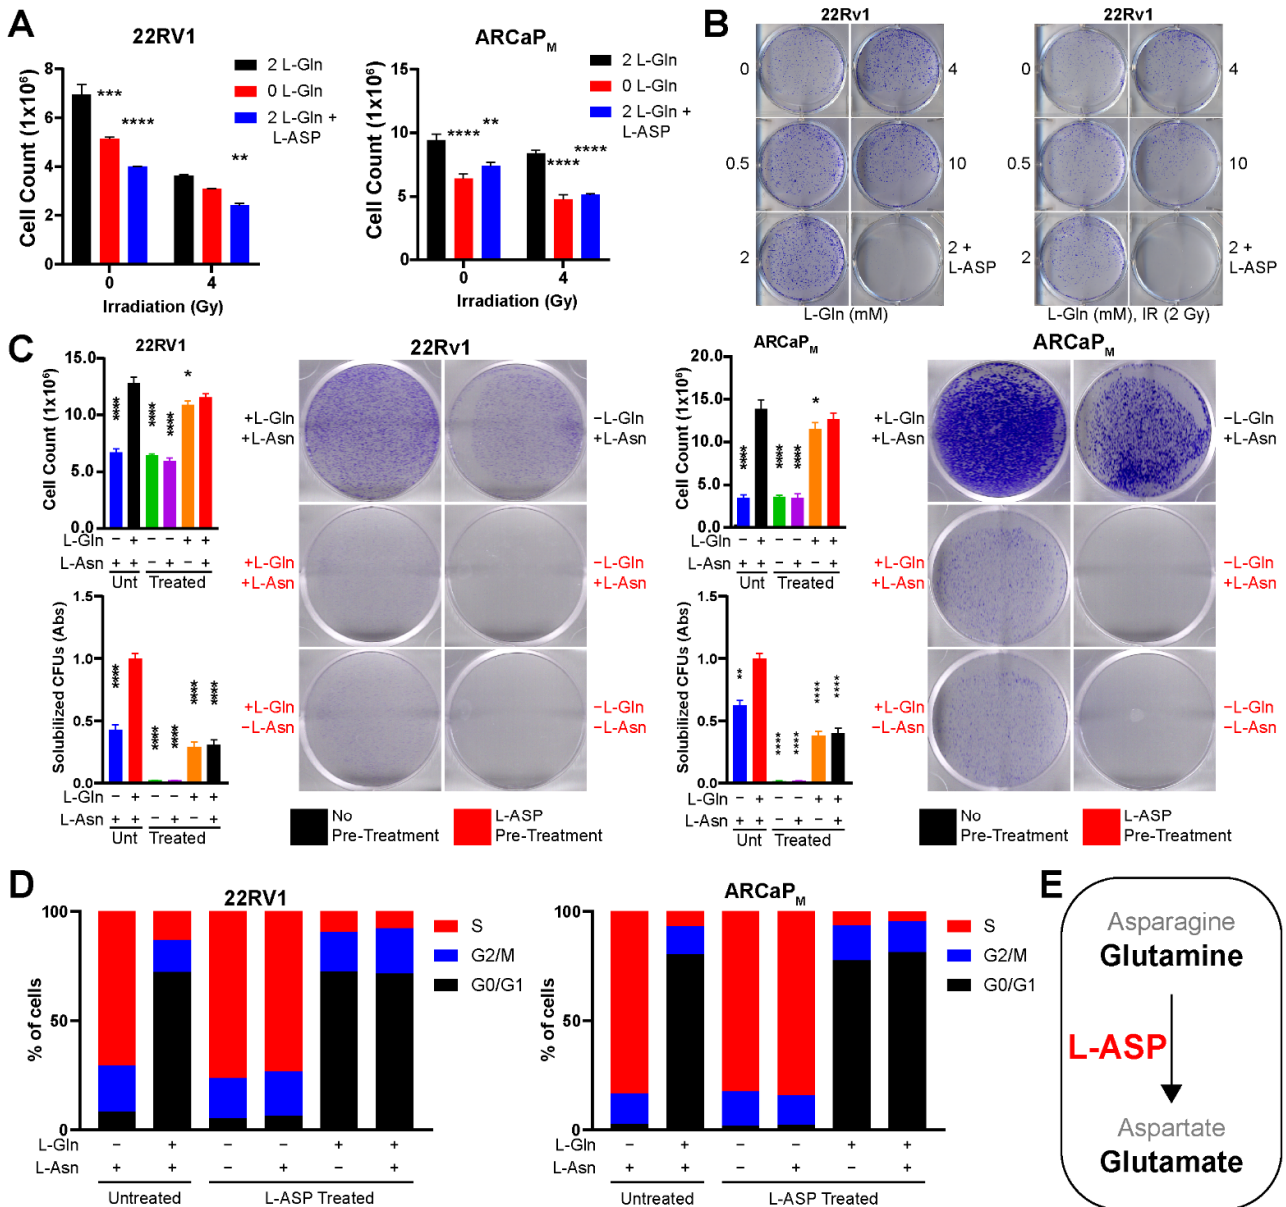 A
22RV1
Cell Count (1x10⁶)
8
6
4
2
0
***
****
**
2 L-Gln
0 L-Gln
2 L-Gln +
L-ASP
0
4
Irradiation (Gy)
ARCaP_M
Cell Count (1x10⁶)
15
10
5
0
****
**
****
****
2 L-Gln
0 L-Gln
2 L-Gln +
L-ASP
0
4
Irradiation (Gy)
B
22Rv1
0
4
0.5
10
2
2 +
L-ASP
L-Gln (mM)
22Rv1
0
4
0.5
10
2
2 +
L-ASP
L-Gln (mM), IR (2 Gy)
C
22RV1
Cell Count (1x10⁶)
15.0
10.0
5.0
0.0
****
****
****
*
L-Gln − + − − + +
L-Asn + + − + − +
Unt Treated
Solubilized CFUs (Abs)
1.5
1.0
0.5
0.0
****
****
****
****
****
L-Gln − + − − + +
L-Asn + + − + − +
Unt Treated
22Rv1
+L-Gln
+L-Asn
−L-Gln
+L-Asn
+L-Gln
+L-Asn
−L-Gln
+L-Asn
+L-Gln
−L-Asn
−L-Gln
−L-Asn
No
Pre-Treatment
L-ASP
Pre-Treatment
ARCaP_M
Cell Count (1x10⁶)
20.0
15.0
10.0
5.0
0.0
****
****
****
*
L-Gln − + − − + +
L-Asn + + − + − +
Unt Treated
Solubilized CFUs (Abs)
1.5
1.0
0.5
0.0
**
****
****
****
****
L-Gln − + − − + +
L-Asn + + − + − +
Unt Treated
ARCaP_M
+L-Gln
+L-Asn
−L-Gln
+L-Asn
+L-Gln
+L-Asn
−L-Gln
+L-Asn
+L-Gln
−L-Asn
−L-Gln
−L-Asn
No
Pre-Treatment
L-ASP
Pre-Treatment
D
22RV1
% of cells
100
50
0
S
G2/M
G0/G1
L-Gln − + − − + +
L-Asn + + − + − +
Untreated L-ASP Treated
ARCaP_M
% of cells
100
50
0
S
G2/M
G0/G1
L-Gln − + − − + +
L-Asn + + − + − +
Untreated L-ASP Treated
E
Asparagine
Glutamine
L-ASP
Aspartate
Glutamate